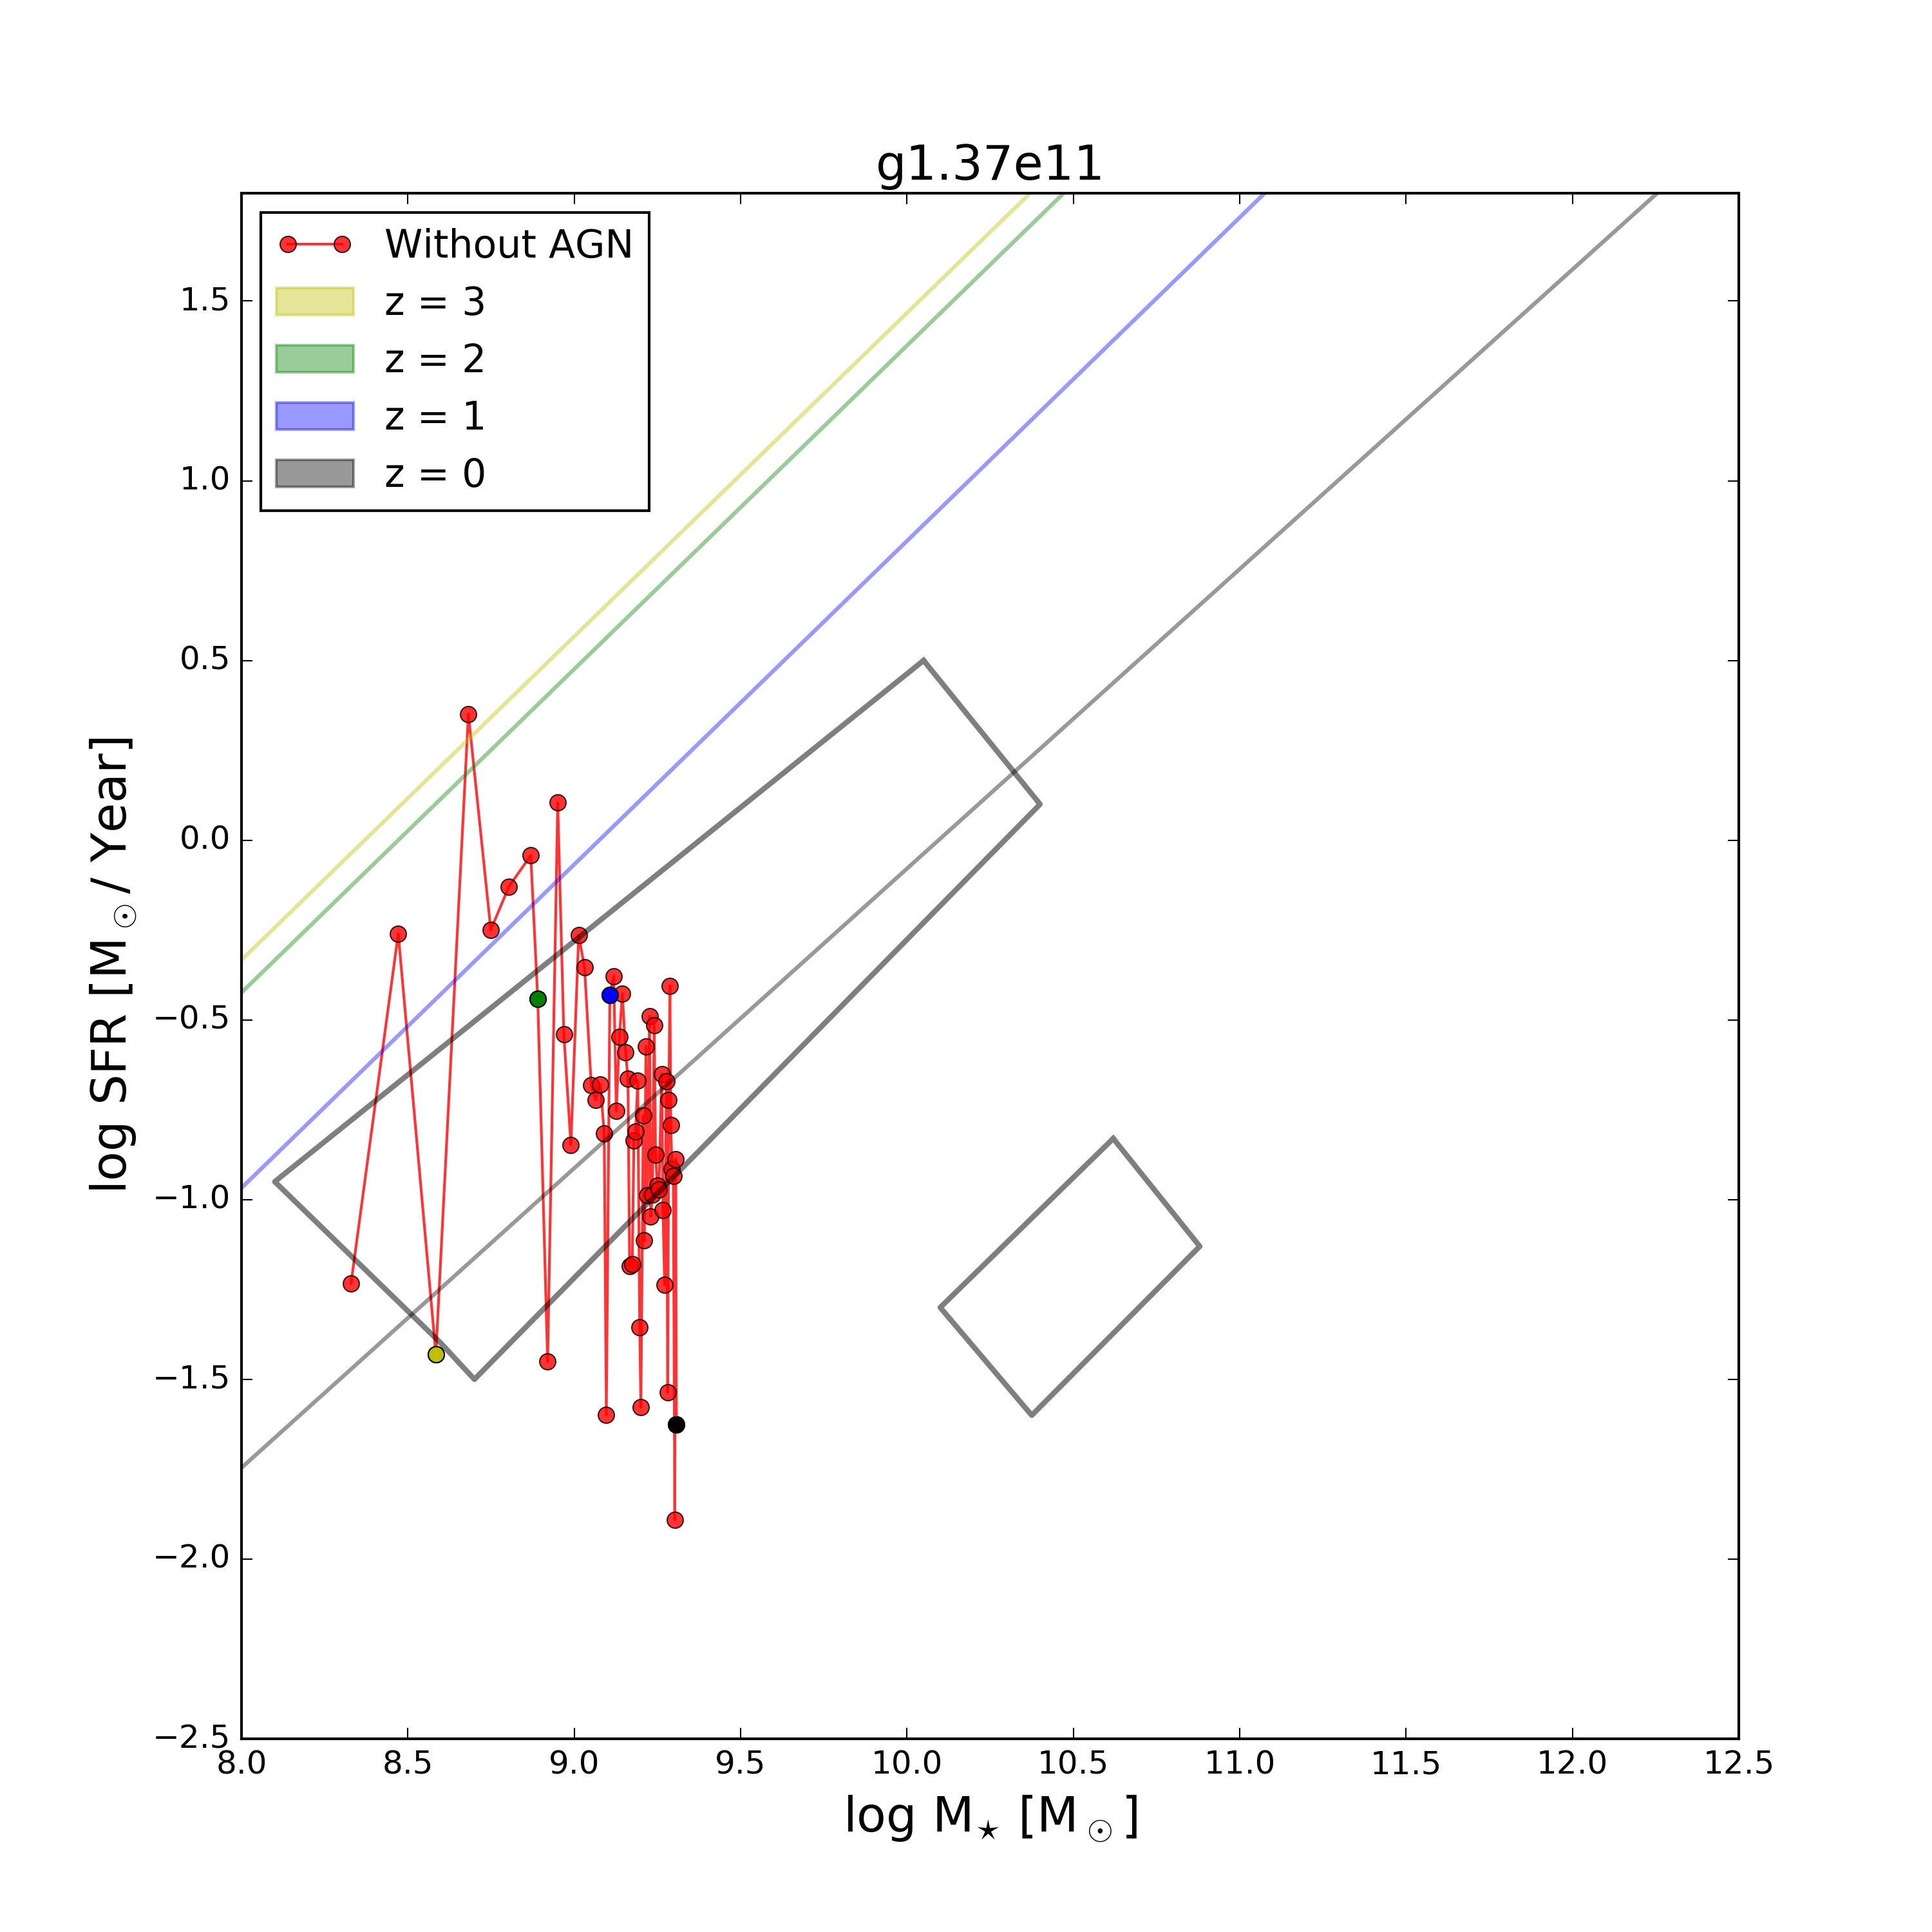 g1.37e11
Without AGN
z = 3
z = 2
z = 1
z = 0
1.5
1.0
0.5
0.0
−0.5
−1.0
−1.5
−2.0
−2.5
log SFR [M☉/ Year]
8.0 8.5 9.0 9.5 10.0 10.5 11.0 11.5 12.0 12.5
log M⋆ [M☉]